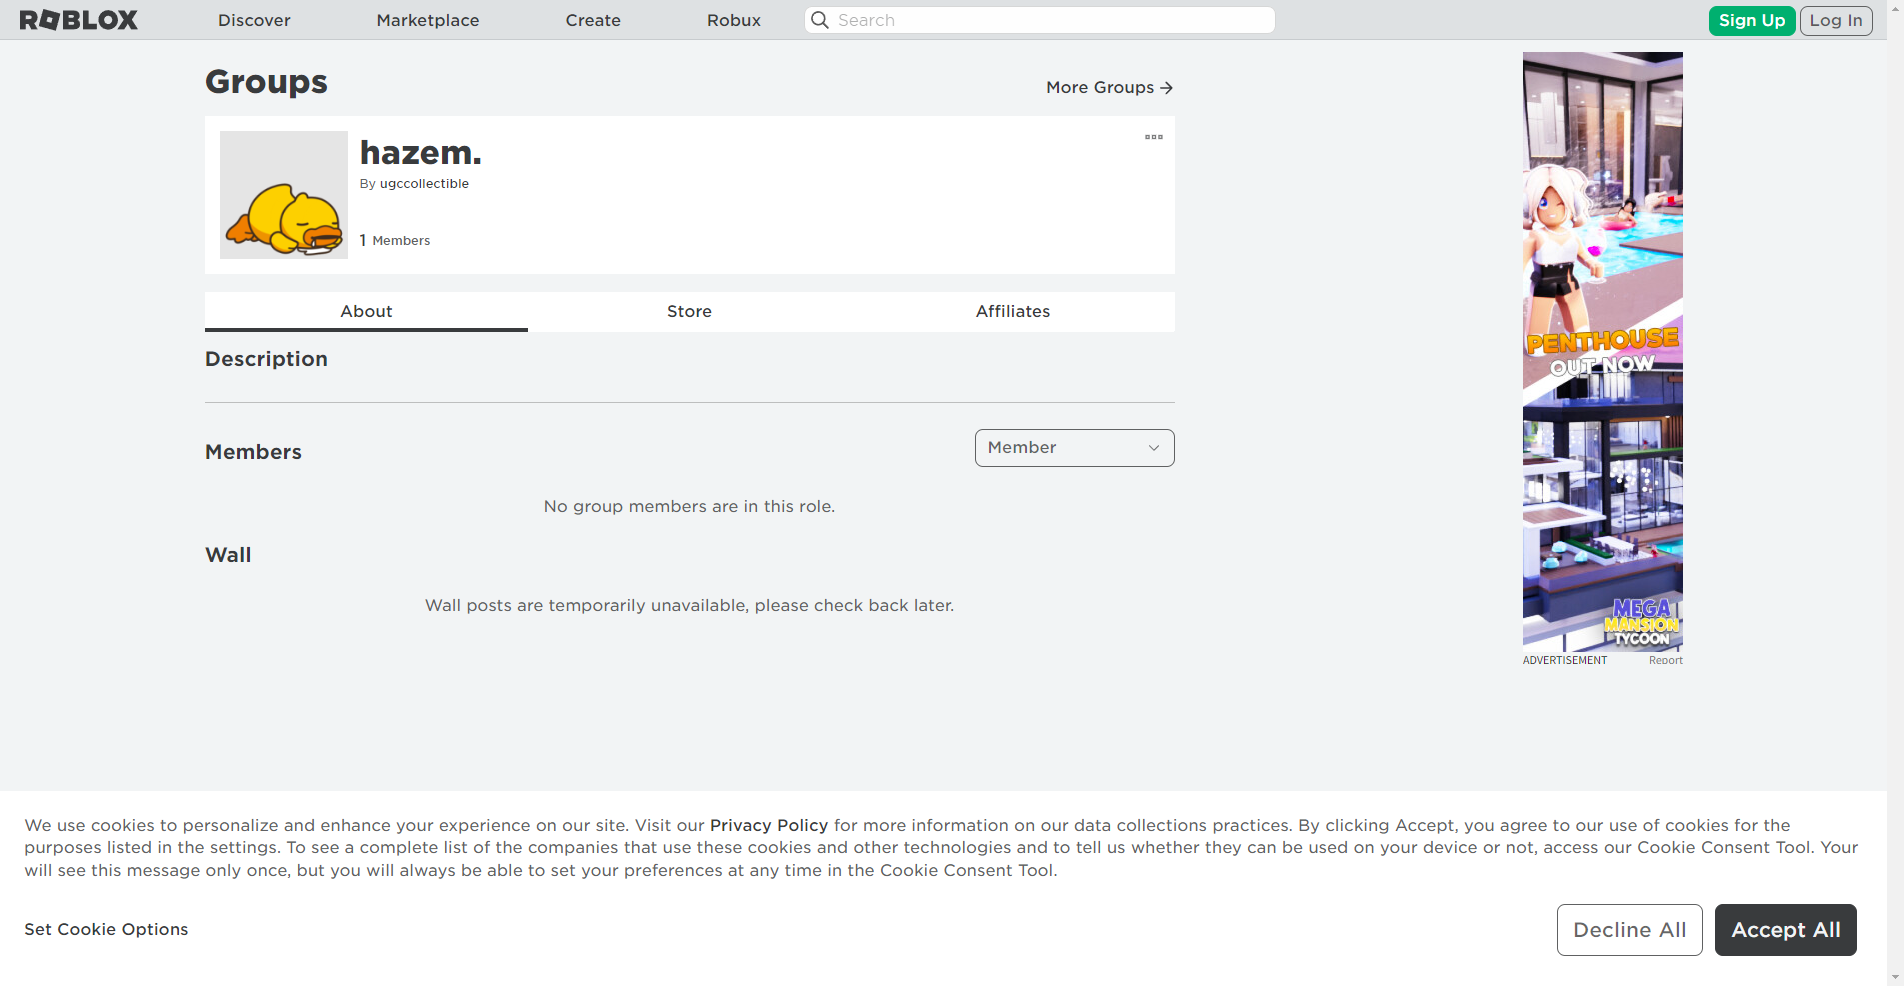 ROBLOX
Discover
Marketplace
Create
Robux
Search
Sign Up
Log In
Groups
More Groups
hazem.
By ugccollectible
1 Members
About
Store
Affiliates
Description
Members
Member
No group members are in this role.
Wall
Wall posts are temporarily unavailable, please check back later.
PENTHOUSE
OUT NOW
MEGA
MANSION
TYCOON
ADVERTISEMENT
Report
We use cookies to personalize and enhance your experience on our site. Visit our Privacy Policy for more information on our data collections practices. By clicking Accept, you agree to our use of cookies for the
purposes listed in the settings. To see a complete list of the companies that use these cookies and other technologies and to tell us whether they can be used on your device or not, access our Cookie Consent Tool. Your
will see this message only once, but you will always be able to set your preferences at any time in the Cookie Consent Tool.
Set Cookie Options
Decline All
Accept All